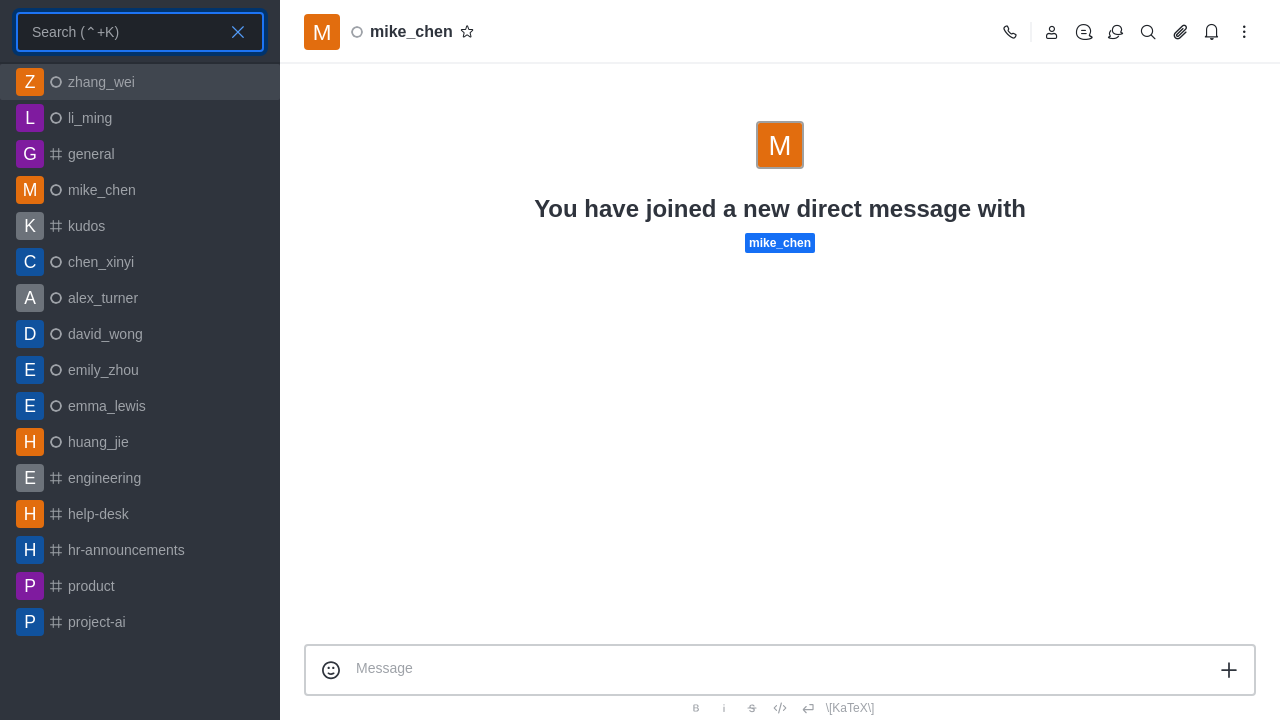 Search (⌃+K)
Z zhang_wei
L li_ming
G general
M mike_chen
K kudos
C chen_xinyi
A alex_turner
D david_wong
E emily_zhou
E emma_lewis
H huang_jie
E engineering
H help-desk
H hr-announcements
P product
P project-ai
M mike_chen
M
You have joined a new direct message with
mike_chen
Message
B i S \[KaTeX\]